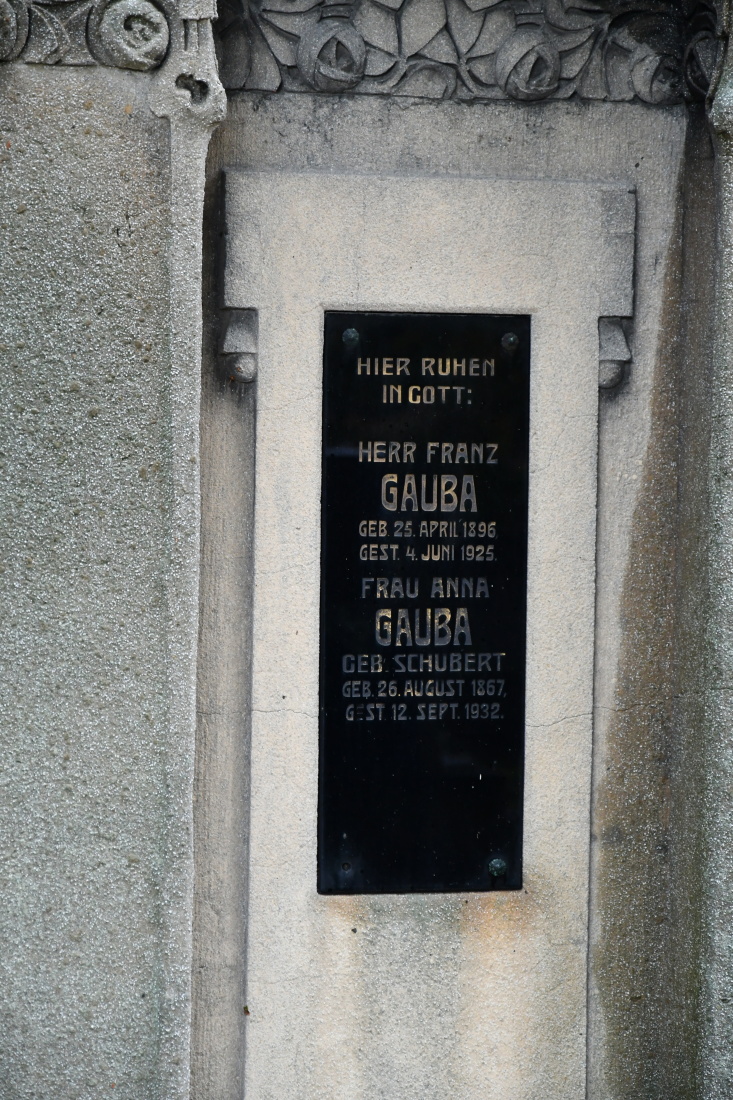 HIER RUHEN
IN GOTT:
HERR FRANZ
GAUBA
GEB. 25. APRIL 1896,
GEST. 4. JUNI 1925.
FRAU ANNA
GAUBA
GEB. SCHUBERT
GEB. 26. AUGUST 1867,
GEST. 12. SEPT. 1932.